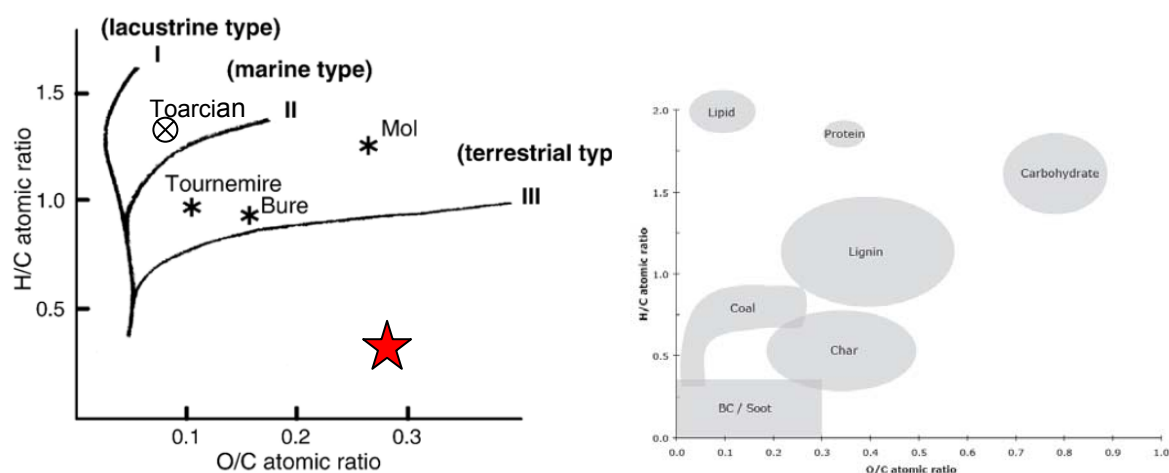 (lacustrine type)
I
(marine type)
1.5
Toarcian
II
Mol
(terrestrial typ
Tournemire
1.0
Bure
III
0.5
H/C atomic ratio
0.1
0.2
0.3
O/C atomic ratio
2.0
Lipid
Protein
Carbohydrate
1.5
Lignin
1.0
Coal
Char
0.5
BC / Soot
0.0
H/C atomic ratio
0.0 0.1 0.2 0.3 0.4 0.5 0.6 0.7 0.8 0.9 1.0
O/C atomic ratio